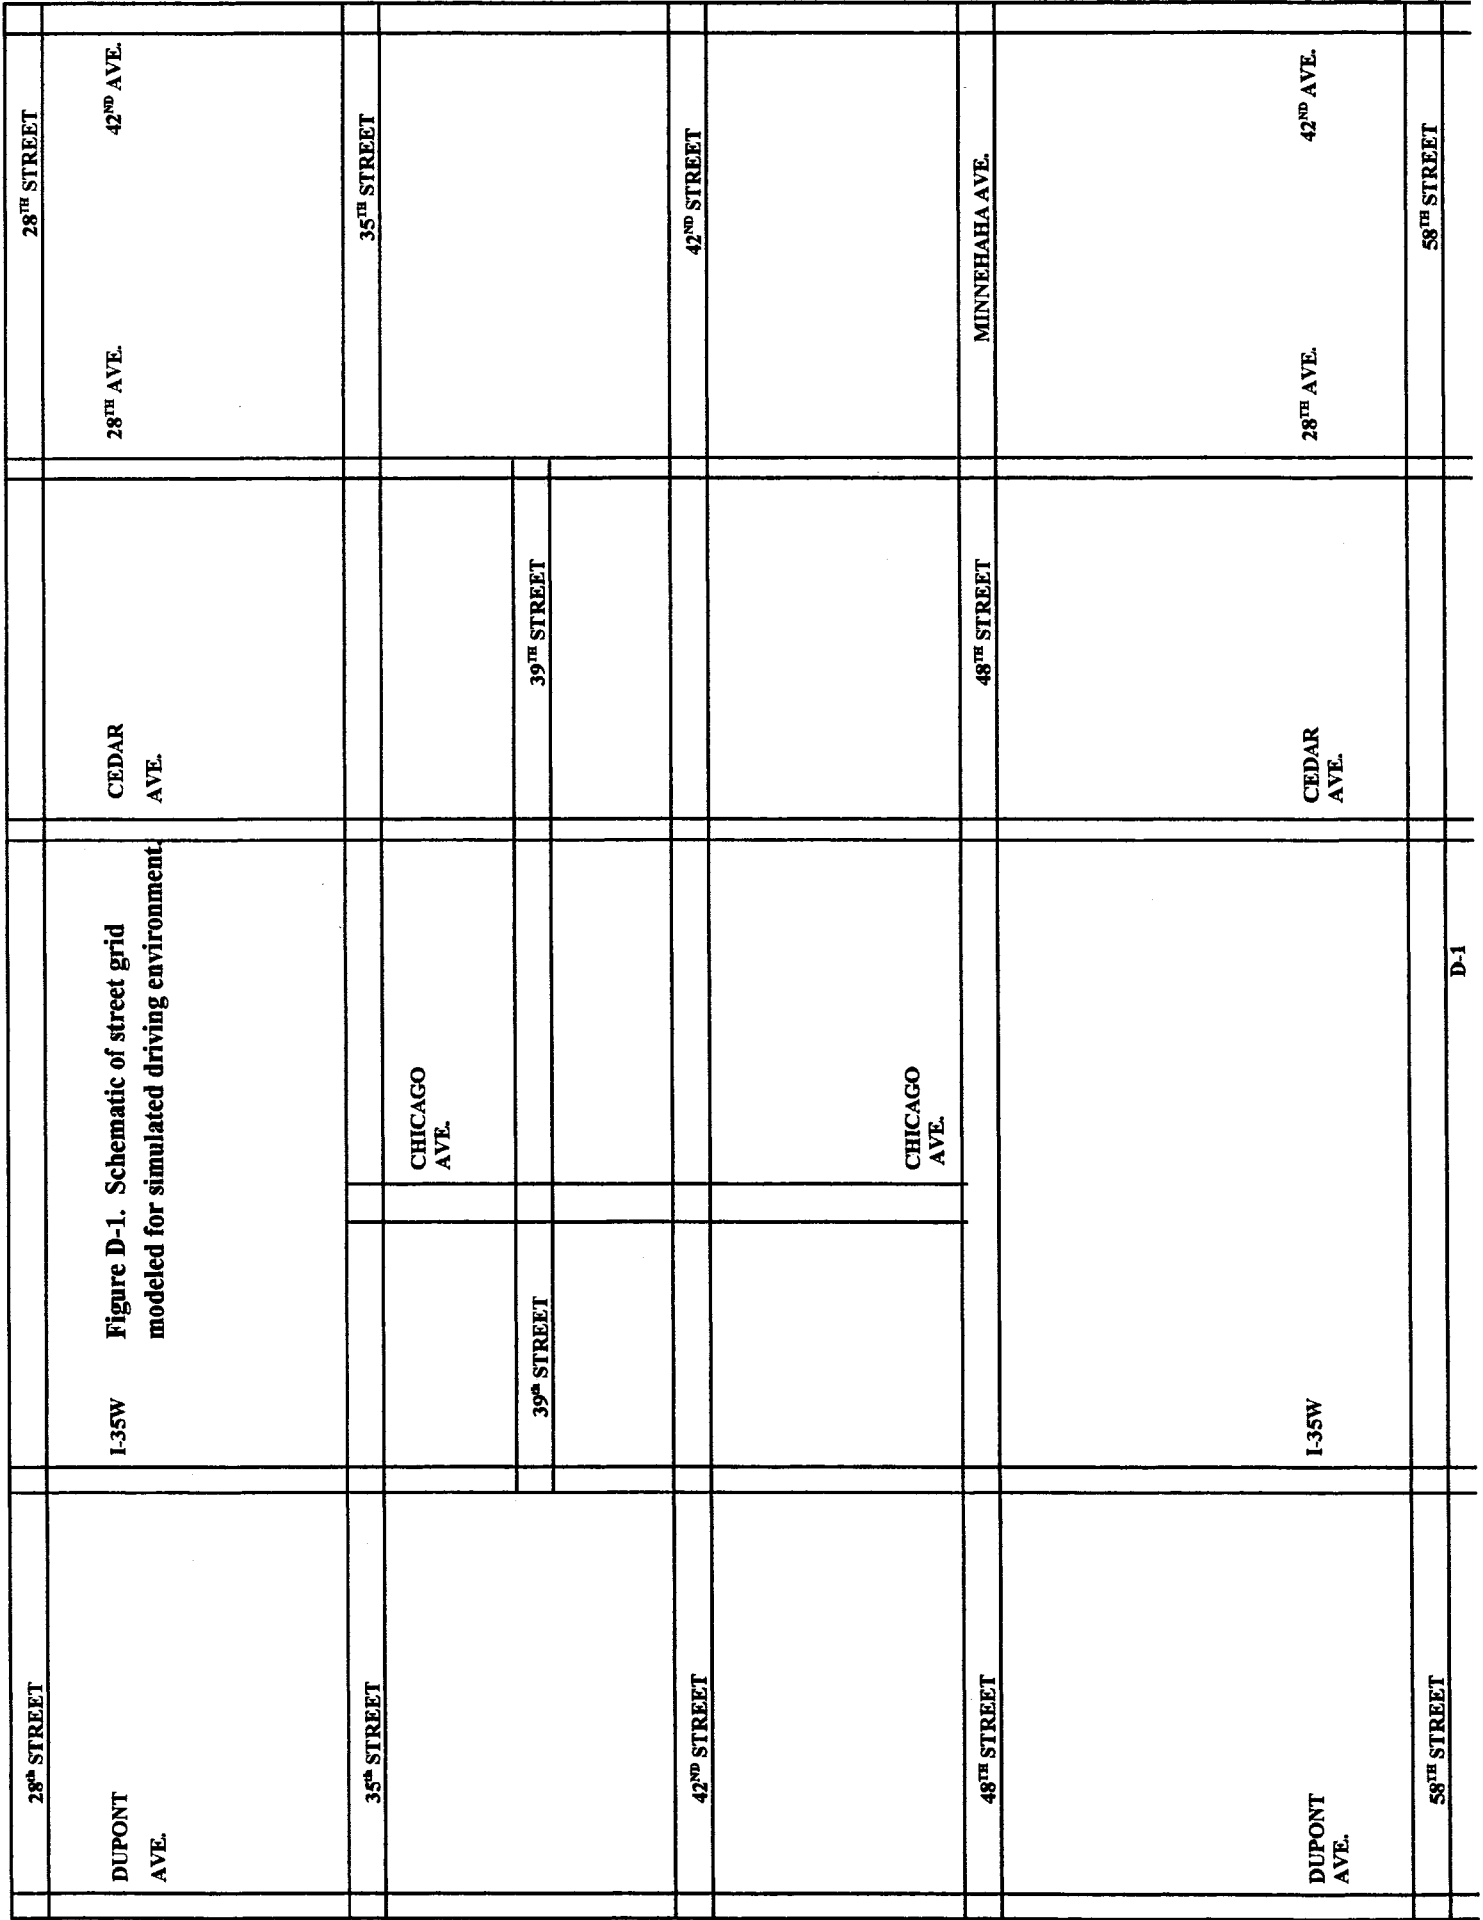 28th STREET
28TH STREET
DUPONT
AVE.
I-35W
Figure D-1. Schematic of street grid
modeled for simulated driving environment.
CEDAR
AVE.
28TH AVE.
42ND AVE.
35th STREET
35TH STREET
CHICAGO
AVE.
39th STREET
39TH STREET
42ND STREET
42ND STREET
CHICAGO
AVE.
48TH STREET
48TH STREET
MINNEHAHA AVE.
DUPONT
AVE.
I-35W
CEDAR
AVE.
28TH AVE.
42ND AVE.
58TH STREET
58TH STREET
D-1